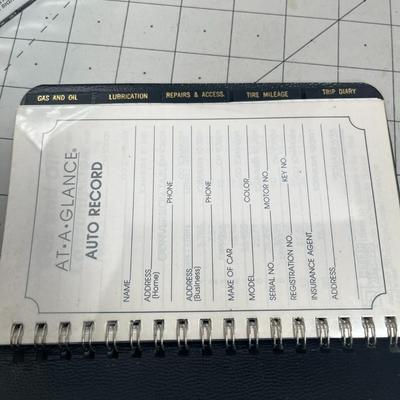 GAS AND OIL
LUBRICATION
REPAIRS & ACCESS.
TIRE MILEAGE
TRIP DIARY
AT•A•GLANCE®
AUTO RECORD
NAME
ADDRESS PHONE
(Home)
ADDRESS PHONE
(Business)
MAKE OF CAR
MODEL COLOR
SERIAL NO. MOTOR NO.
REGISTRATION NO. KEY NO.
INSURANCE AGENT
ADDRESS